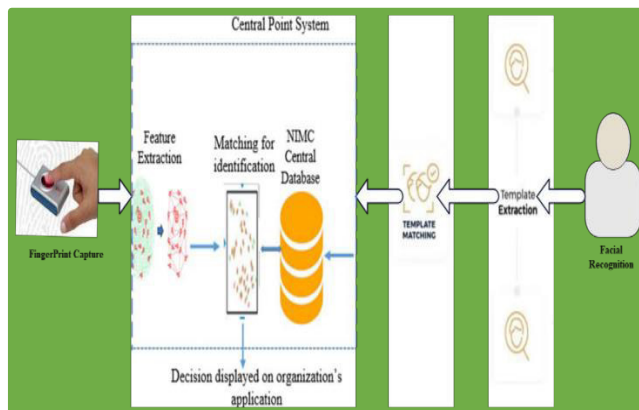 Central Point System
Feature
Extraction
Matching for
identification
NIMC
Central
Database
FingerPrint Capture
TEMPLATE
MATCHING
Template
Extraction
Facial
Recognition
Decision displayed on organization's
application